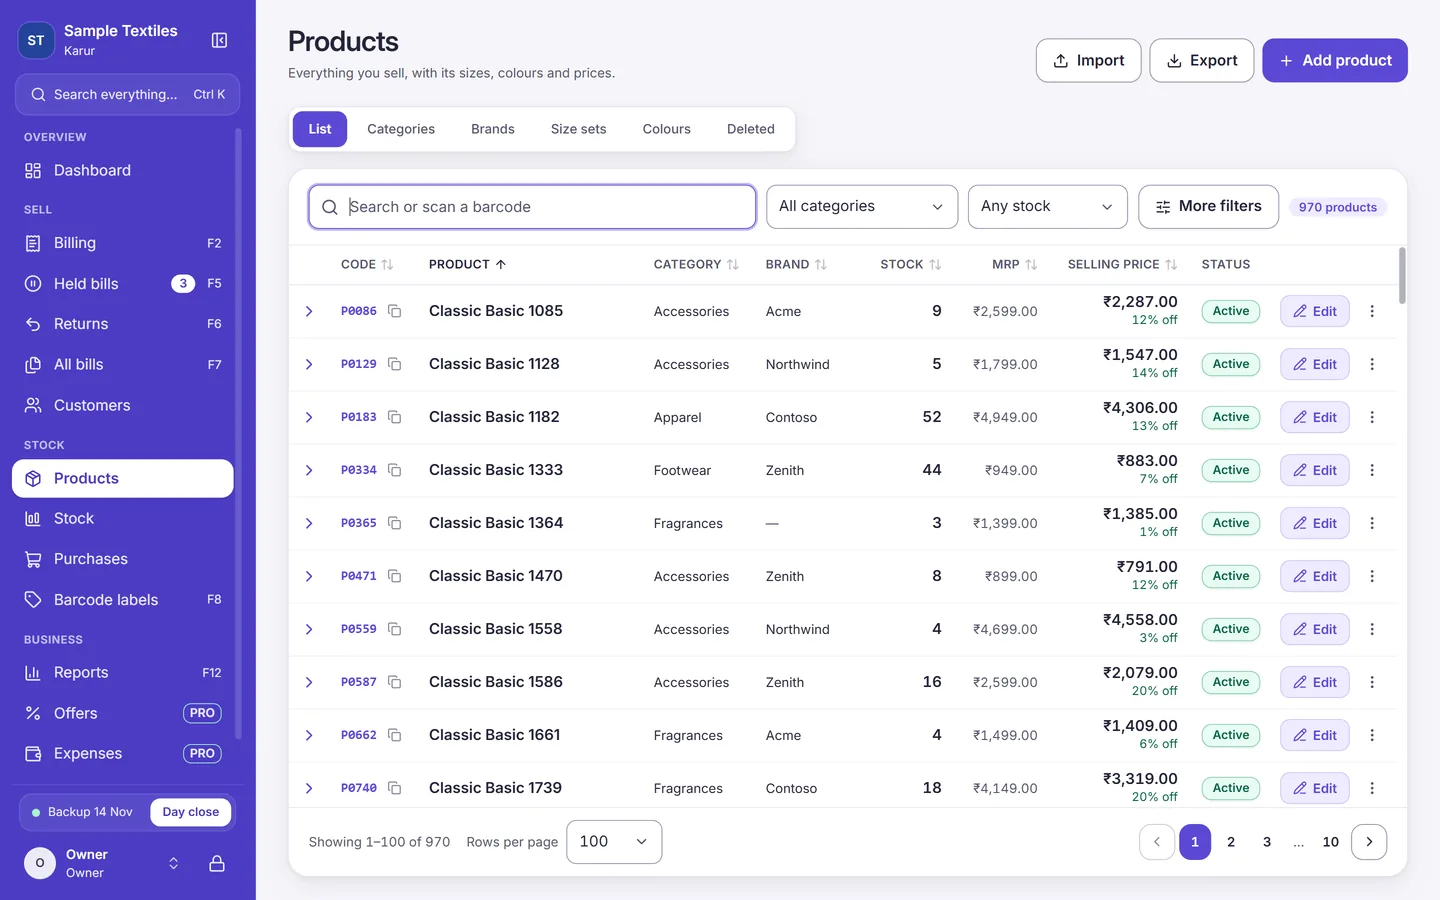 ST
Sample Textiles
Karur
Search everything... Ctrl K
OVERVIEW
Dashboard
SELL
Billing F2
Held bills 3 F5
Returns F6
All bills F7
Customers
STOCK
Products
Stock
Purchases
Barcode labels F8
BUSINESS
Reports F12
Offers PRO
Expenses PRO
Backup 14 Nov Day close
O
Owner
Owner
Products
Everything you sell, with its sizes, colours and prices.
Import Export Add product
List Categories Brands Size sets Colours Deleted
Search or scan a barcode All categories Any stock More filters 970 products
CODE PRODUCT CATEGORY BRAND STOCK MRP SELLING PRICE STATUS
P0086 Classic Basic 1085 Accessories Acme 9 ₹2,599.00 ₹2,287.00 Active Edit
12% off
P0129 Classic Basic 1128 Accessories Northwind 5 ₹1,799.00 ₹1,547.00 Active Edit
14% off
P0183 Classic Basic 1182 Apparel Contoso 52 ₹4,949.00 ₹4,306.00 Active Edit
13% off
P0334 Classic Basic 1333 Footwear Zenith 44 ₹949.00 ₹883.00 Active Edit
7% off
P0365 Classic Basic 1364 Fragrances — 3 ₹1,399.00 ₹1,385.00 Active Edit
1% off
P0471 Classic Basic 1470 Accessories Zenith 8 ₹899.00 ₹791.00 Active Edit
12% off
P0559 Classic Basic 1558 Accessories Northwind 4 ₹4,699.00 ₹4,558.00 Active Edit
3% off
P0587 Classic Basic 1586 Accessories Zenith 16 ₹2,599.00 ₹2,079.00 Active Edit
20% off
P0662 Classic Basic 1661 Fragrances Acme 4 ₹1,499.00 ₹1,409.00 Active Edit
6% off
P0740 Classic Basic 1739 Fragrances Contoso 18 ₹4,149.00 ₹3,319.00 Active Edit
20% off
Showing 1–100 of 970 Rows per page 100 1 2 3 ... 10